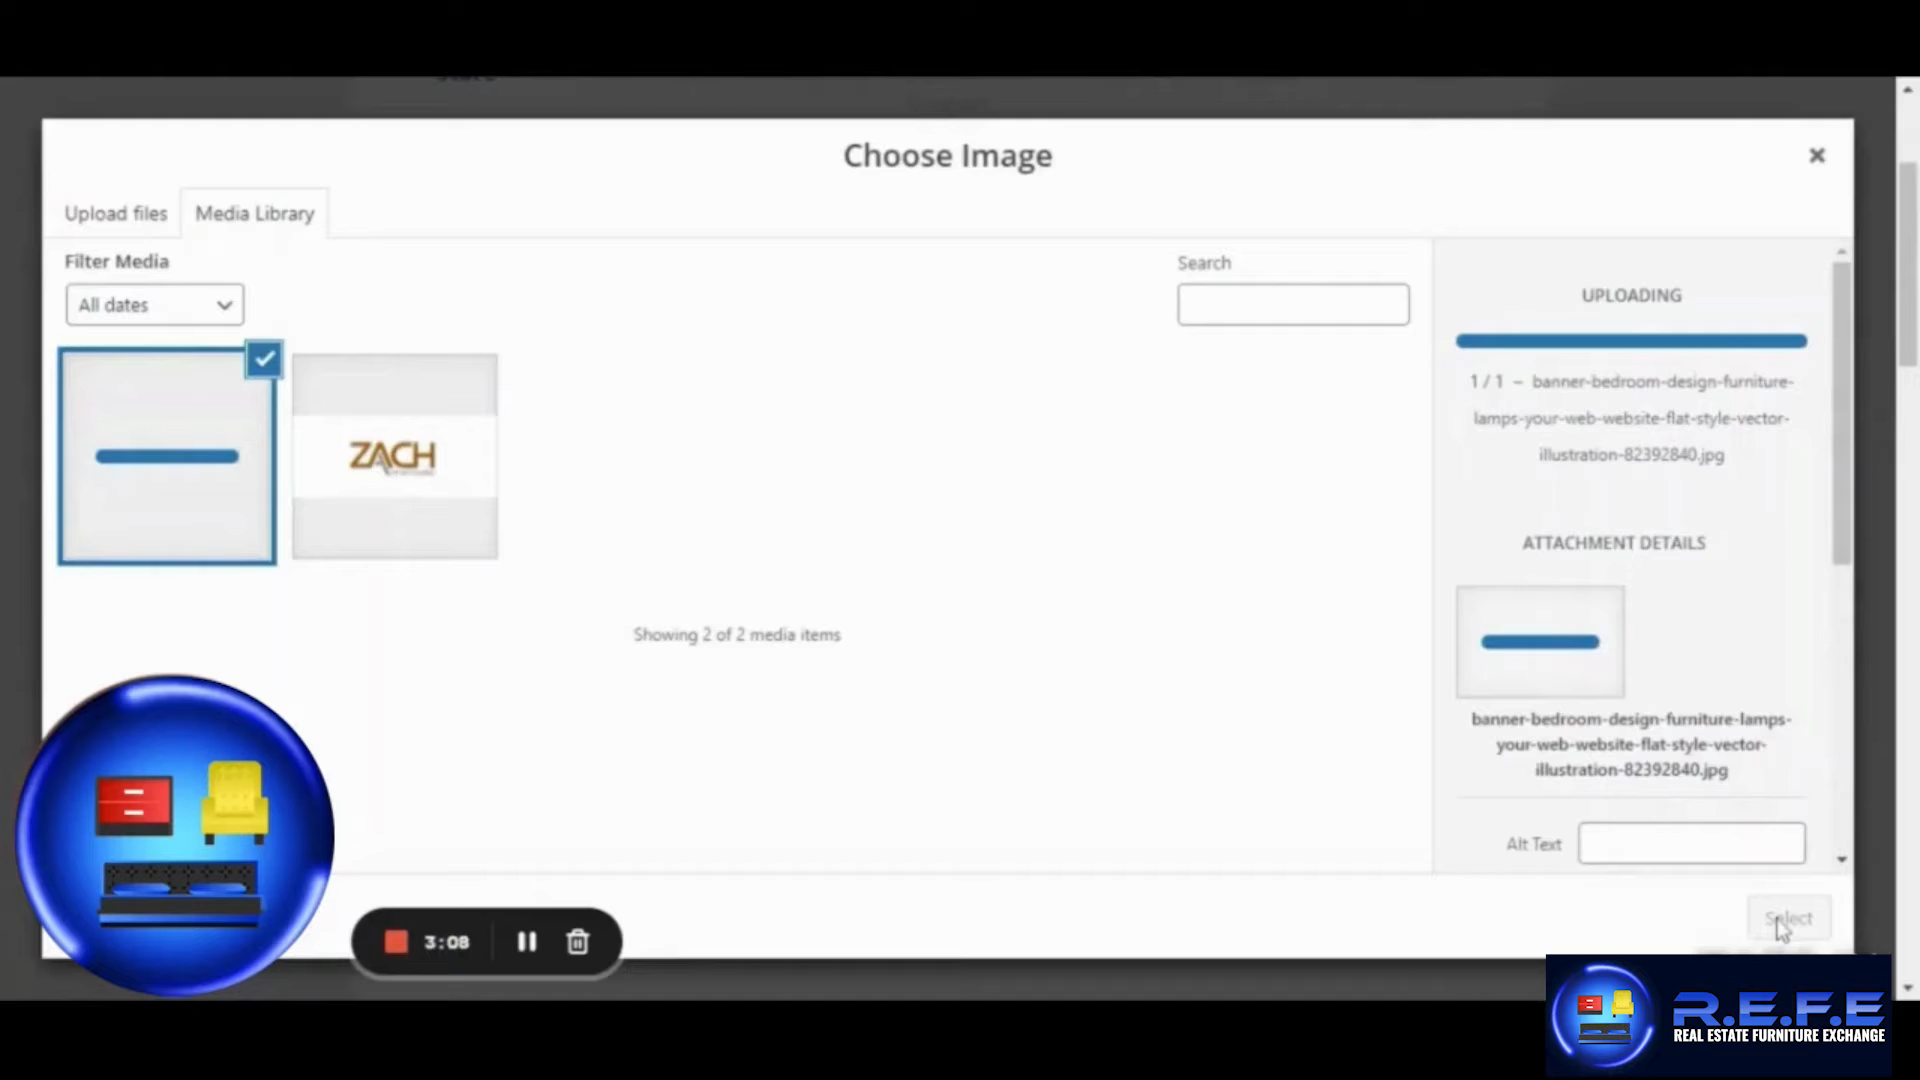 Choose Image
Upload files
Media Library
Filter Media
All dates
Search
ZACH
Showing 2 of 2 media items
UPLOADING
1 / 1 – banner-bedroom-design-furniture-
lamps-your-web-website-flat-style-vector-
illustration-82392840.jpg
ATTACHMENT DETAILS
banner-bedroom-design-furniture-lamps-
your-web-website-flat-style-vector-
illustration-82392840.jpg
Alt Text
Select
3:08
R.E.F.E
REAL ESTATE FURNITURE EXCHANGE